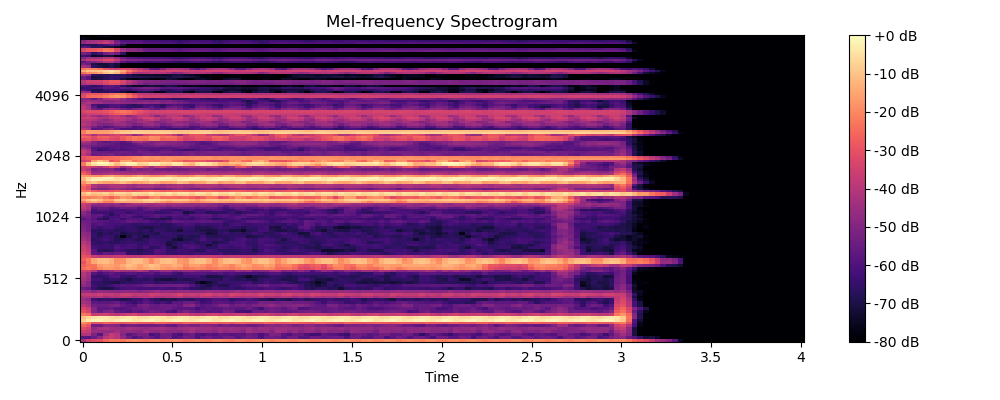 Mel-frequency Spectrogram
Hz
4096
2048
1024
512
0
0
0.5
1
1.5
2
2.5
3
3.5
4
Time
+0 dB
-10 dB
-20 dB
-30 dB
-40 dB
-50 dB
-60 dB
-70 dB
-80 dB